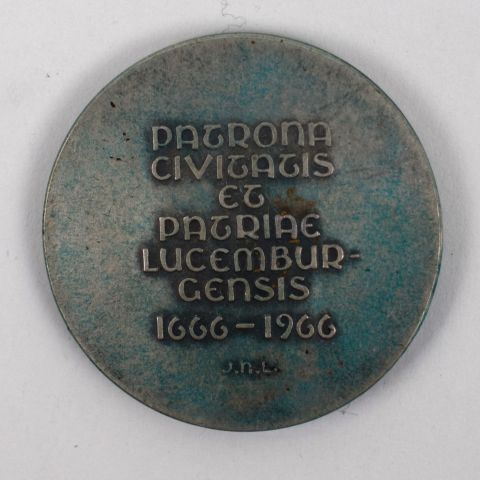 PATRONA
CIVITATIS
ET
PATRIAE
LUCEMBUR-
GENSIS
1666-1966
J.N.L.